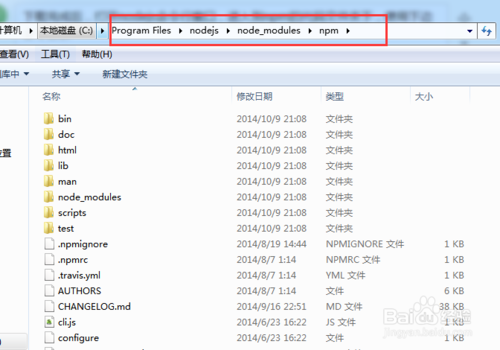 计算机 ▸ 本地磁盘 (C:) ▸ Program Files ▸ nodejs ▸ node_modules ▸ npm ▸
查看(V) 工具(T) 帮助(H)
库中 ▾ 共享 ▾ 新建文件夹
名称 修改日期 类型 大小
bin 2014/10/9 21:08 文件夹
doc 2014/10/9 21:08 文件夹
html 2014/10/9 21:08 文件夹
lib 2014/10/9 21:08 文件夹
位置
man 2014/10/9 21:08 文件夹
node_modules 2014/10/9 21:08 文件夹
scripts 2014/10/9 21:08 文件夹
test 2014/10/9 21:08 文件夹
.npmignore 2014/8/19 14:44 NPMIGNORE 文件 1 KB
.npmrc 2014/8/7 1:14 NPMRC 文件 1 KB
.travis.yml 2014/8/7 1:14 YML 文件 1 KB
AUTHORS 2014/8/7 1:14 文件 6 KB
CHANGELOG.md 2014/9/16 22:51 MD 文件 38 KB
cli.js 2014/6/23 16:22 JS 文件 1 KB
configure 2014/6/23 16:22 文件 1 KB
Baidu 经验
jingyan.baidu.com